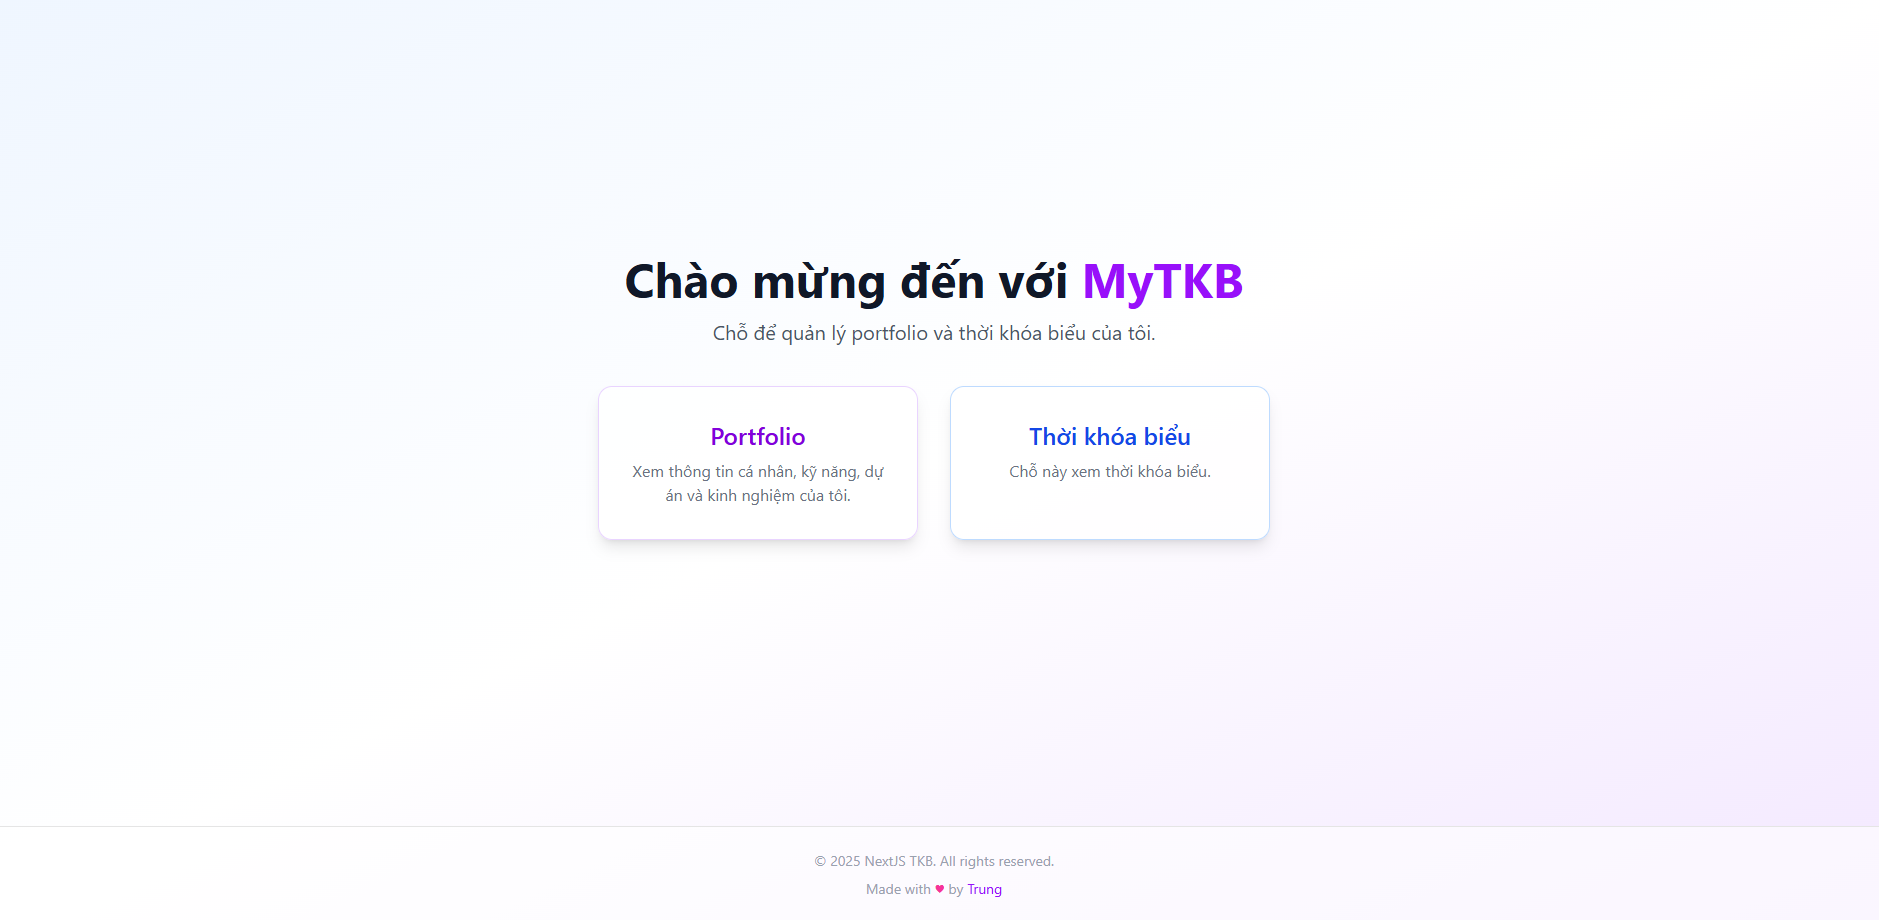 Chào mừng đến với MyTKB
Chỗ để quản lý portfolio và thời khóa biểu của tôi.
Portfolio
Xem thông tin cá nhân, kỹ năng, dự
án và kinh nghiệm của tôi.
Thời khóa biểu
Chỗ này xem thời khóa biểu.
© 2025 NextJS TKB. All rights reserved.
Made with ♥ by Trung